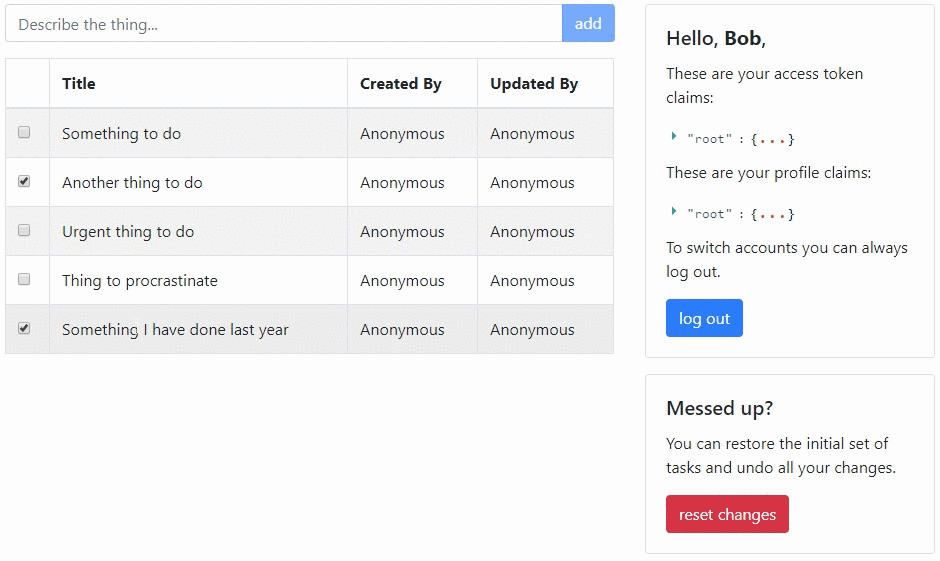 Describe the thing...
add
Title Created By Updated By
Something to do Anonymous Anonymous
Another thing to do Anonymous Anonymous
Urgent thing to do Anonymous Anonymous
Thing to procrastinate Anonymous Anonymous
Something I have done last year Anonymous Anonymous
Hello, Bob,
These are your access token
claims:
"root" : {...}
These are your profile claims:
"root" : {...}
To switch accounts you can always
log out.
log out
Messed up?
You can restore the initial set of
tasks and undo all your changes.
reset changes